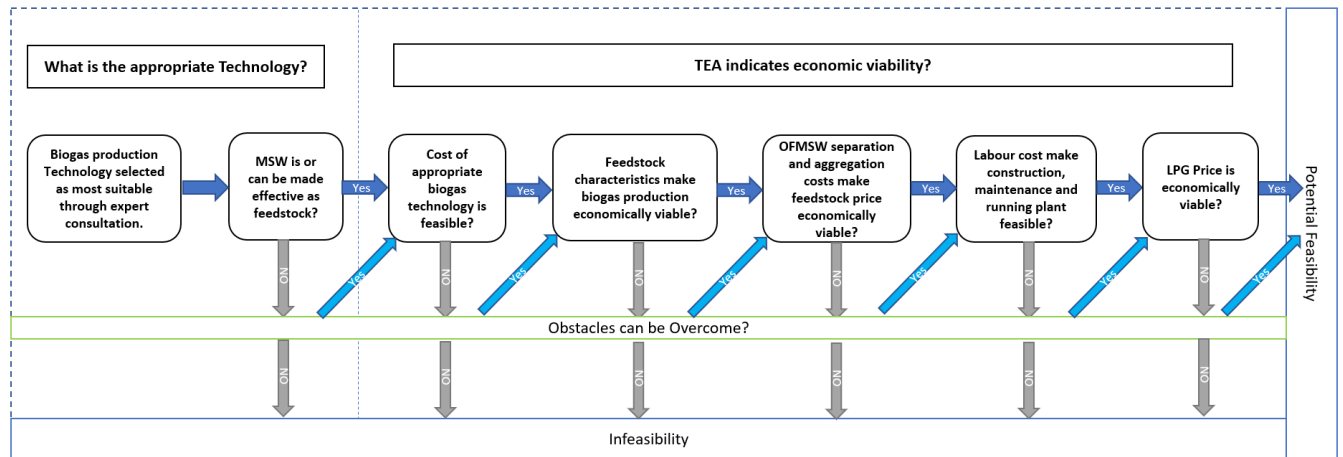 What is the appropriate Technology?
TEA indicates economic viability?
Biogas production
Technology selected
as most suitable
through expert
consultation.
MSW is or
can be made
effective as
feedstock?
Yes
Cost of
appropriate
biogas
technology is
feasible?
Yes
Feedstock
characteristics make
biogas production
economically viable?
Yes
OFMSW separation
and aggregation
costs make
feedstock price
economically
viable?
Yes
Labour cost make
construction,
maintenance and
running plant
feasible?
Yes
LPG Price is
economically
viable?
Yes
Potential Feasibility
NO
Yes
NO
Yes
NO
Yes
NO
Yes
NO
Yes
NO
Yes
Obstacles can be Overcome?
NO
NO
NO
NO
NO
NO
Infeasibility